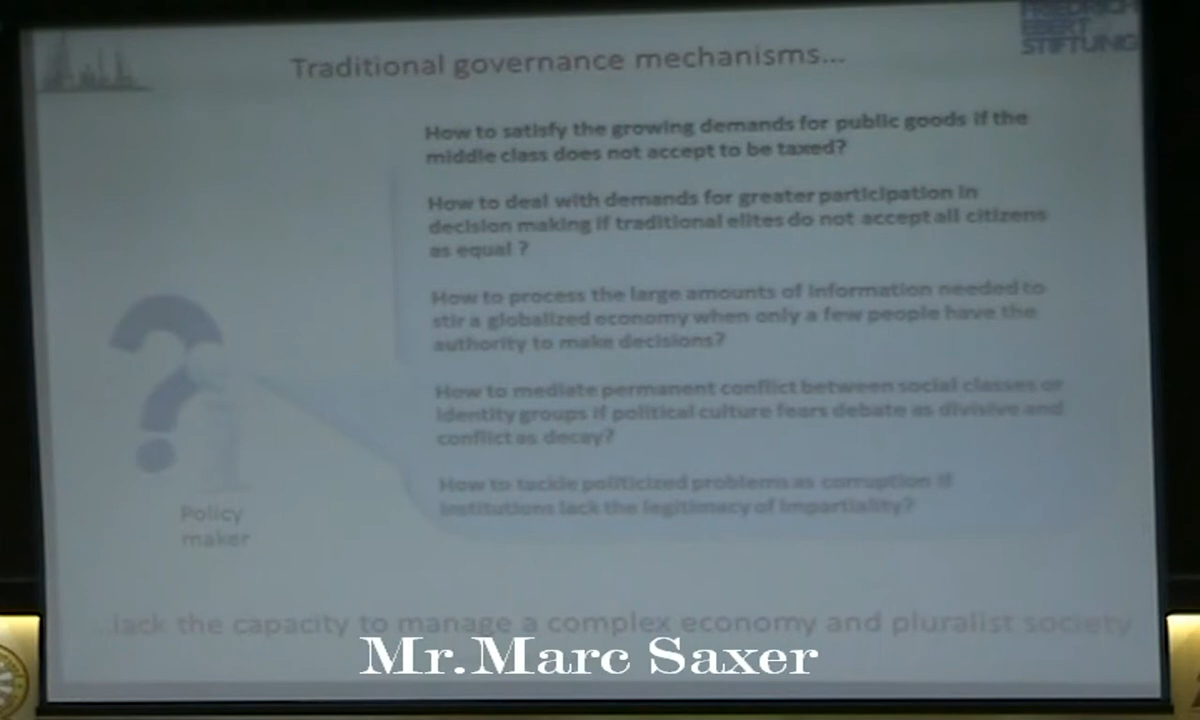 Traditional governance mechanisms...
FRIEDRICH
EBERT
STIFTUNG
How to satisfy the growing demands for public goods if the
middle class does not accept to be taxed?
How to deal with demands for greater participation in
decision making if traditional elites do not accept all citizens
as equal ?
How to process the large amounts of information needed to
stir a globalized economy when only a few people have the
authority to make decisions?
How to mediate permanent conflict between social classes or
identity groups if political culture fears debate as divisive and
conflict as decay?
How to tackle politicized problems as corruption if
institutions lack the legitimacy of impartiality?
Policy
maker
...lack the capacity to manage a complex economy and pluralist society
Mr.Marc Saxer